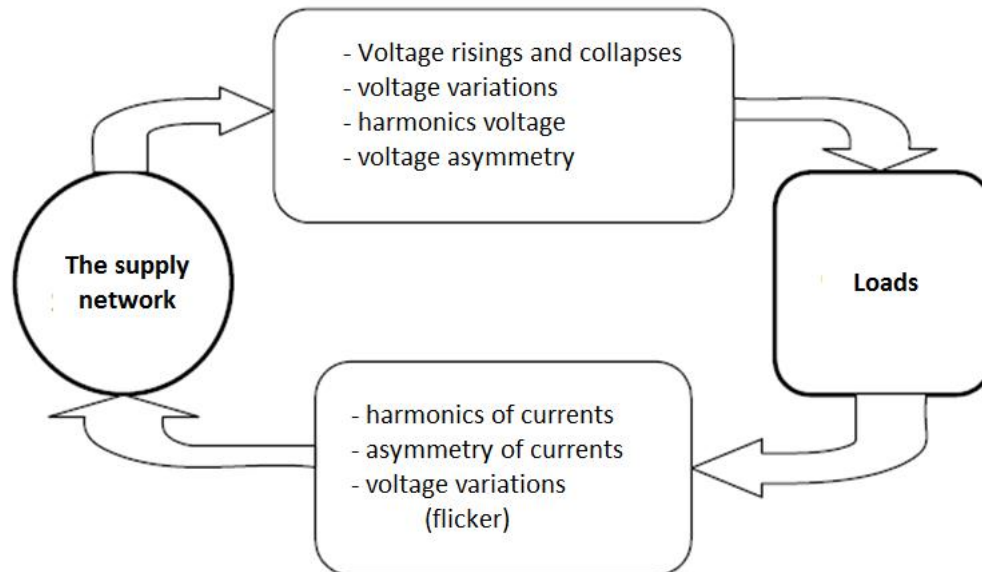 - Voltage risings and collapses
- voltage variations
- harmonics voltage
- voltage asymmetry
The supply
network
Loads
- harmonics of currents
- asymmetry of currents
- voltage variations
(flicker)